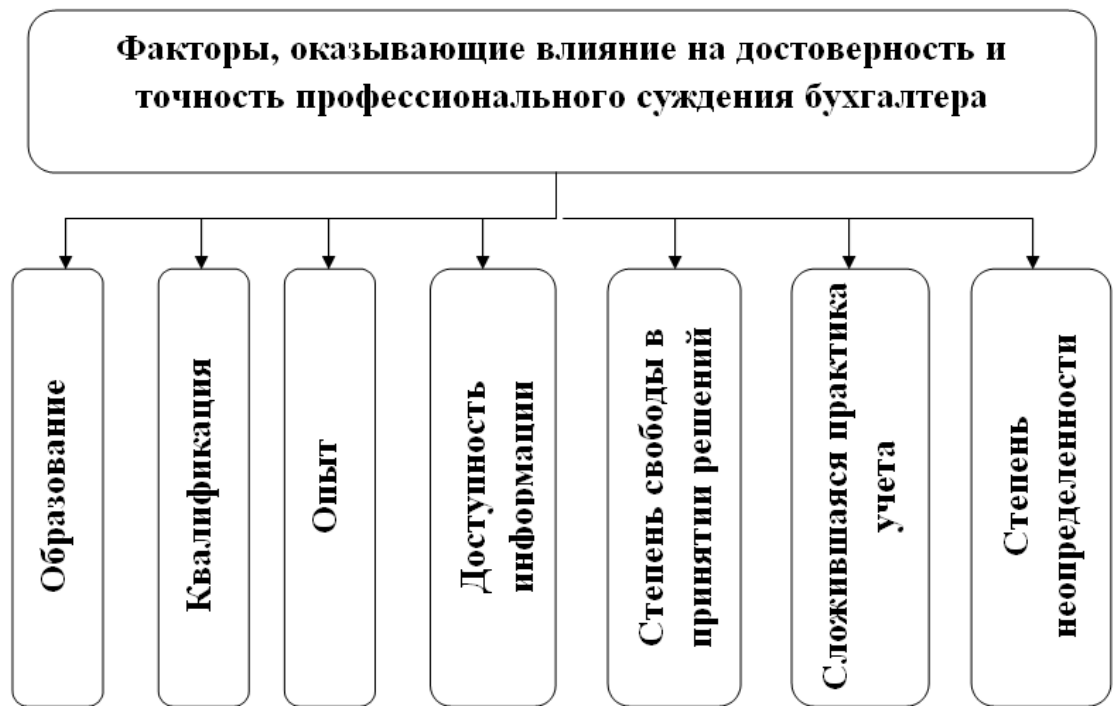 Факторы, оказывающие влияние на достоверность и
точность профессионального суждения бухгалтера
Образование
Квалификация
Опыт
Доступность
информации
Степень свободы в
принятии решений
Сложившаяся практика
учета
Степень
неопределенности